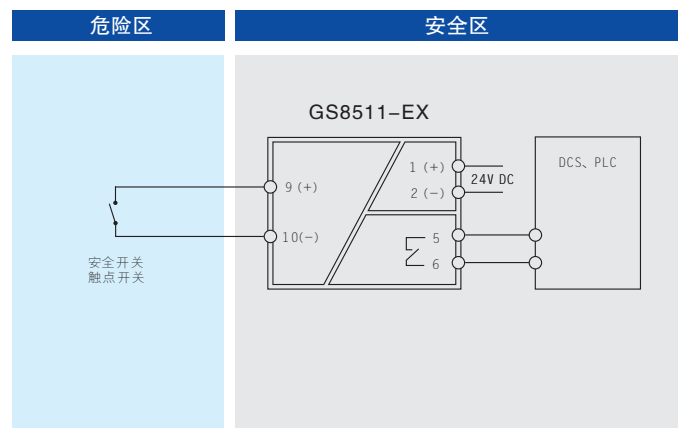 危险区
安全区
GS8511-EX
1 (+)
24V DC
2 (-)
9 (+)
10(-)
5
6
DCS、PLC
安全开关
触点开关